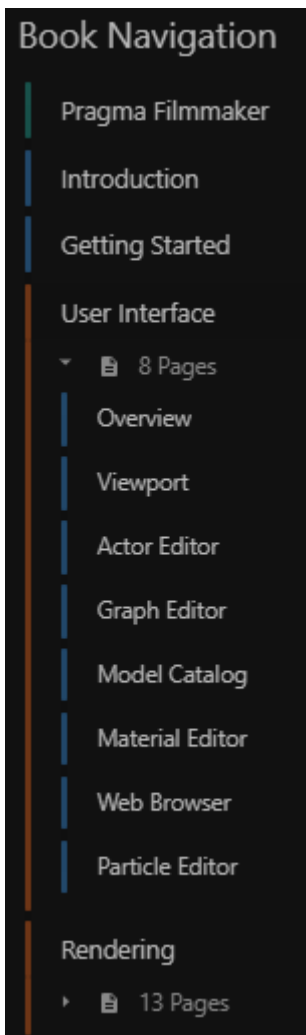 Book Navigation
Pragma Filmmaker
Introduction
Getting Started
User Interface
8 Pages
Overview
Viewport
Actor Editor
Graph Editor
Model Catalog
Material Editor
Web Browser
Particle Editor
Rendering
13 Pages